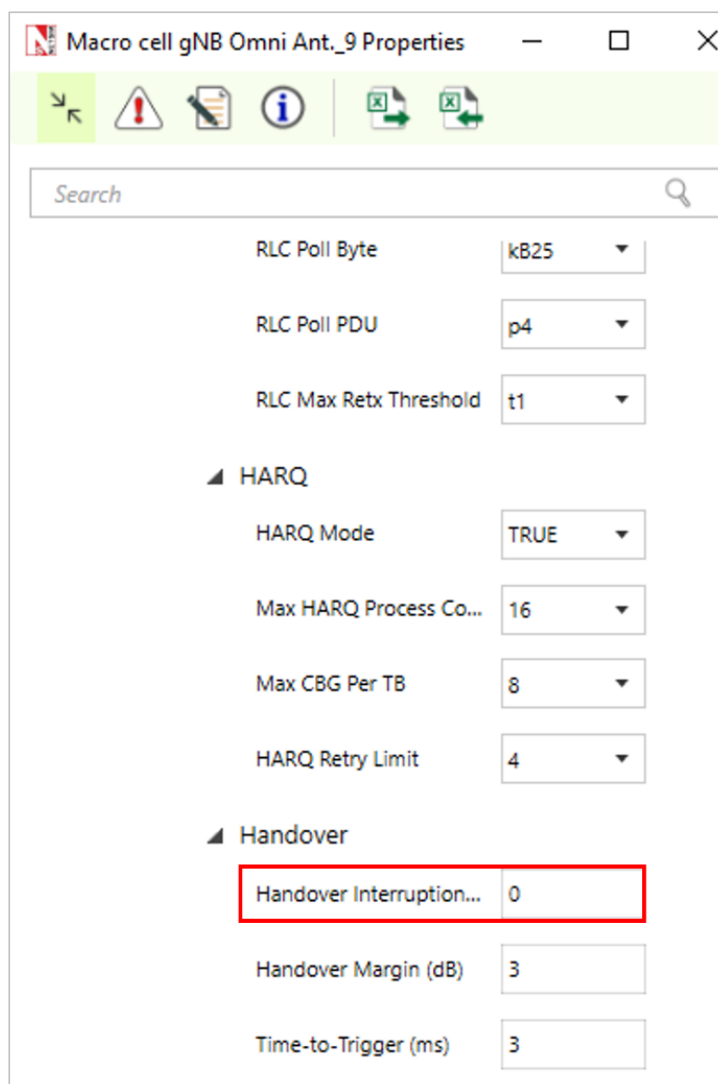 Macro cell gNB Omni Ant._9 Properties
Search
RLC Poll Byte kB25
RLC Poll PDU p4
RLC Max Retx Threshold t1
HARQ
HARQ Mode TRUE
Max HARQ Process Co... 16
Max CBG Per TB 8
HARQ Retry Limit 4
Handover
Handover Interruption... 0
Handover Margin (dB) 3
Time-to-Trigger (ms) 3